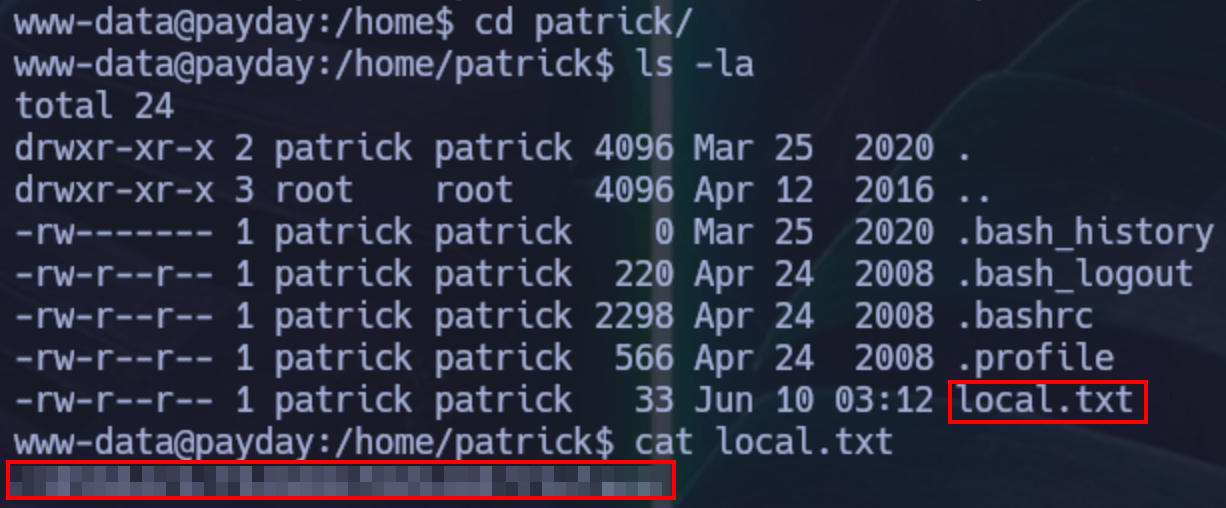 www-data@payday:/home$ cd patrick/
www-data@payday:/home/patrick$ ls -la
total 24
drwxr-xr-x 2 patrick patrick 4096 Mar 25  2020 .
drwxr-xr-x 3 root    root    4096 Apr 12  2016 ..
-rw------- 1 patrick patrick    0 Mar 25  2020 .bash_history
-rw-r--r-- 1 patrick patrick  220 Apr 24  2008 .bash_logout
-rw-r--r-- 1 patrick patrick 2298 Apr 24  2008 .bashrc
-rw-r--r-- 1 patrick patrick  566 Apr 24  2008 .profile
-rw-r--r-- 1 patrick patrick   33 Jun 10 03:12 local.txt
www-data@payday:/home/patrick$ cat local.txt